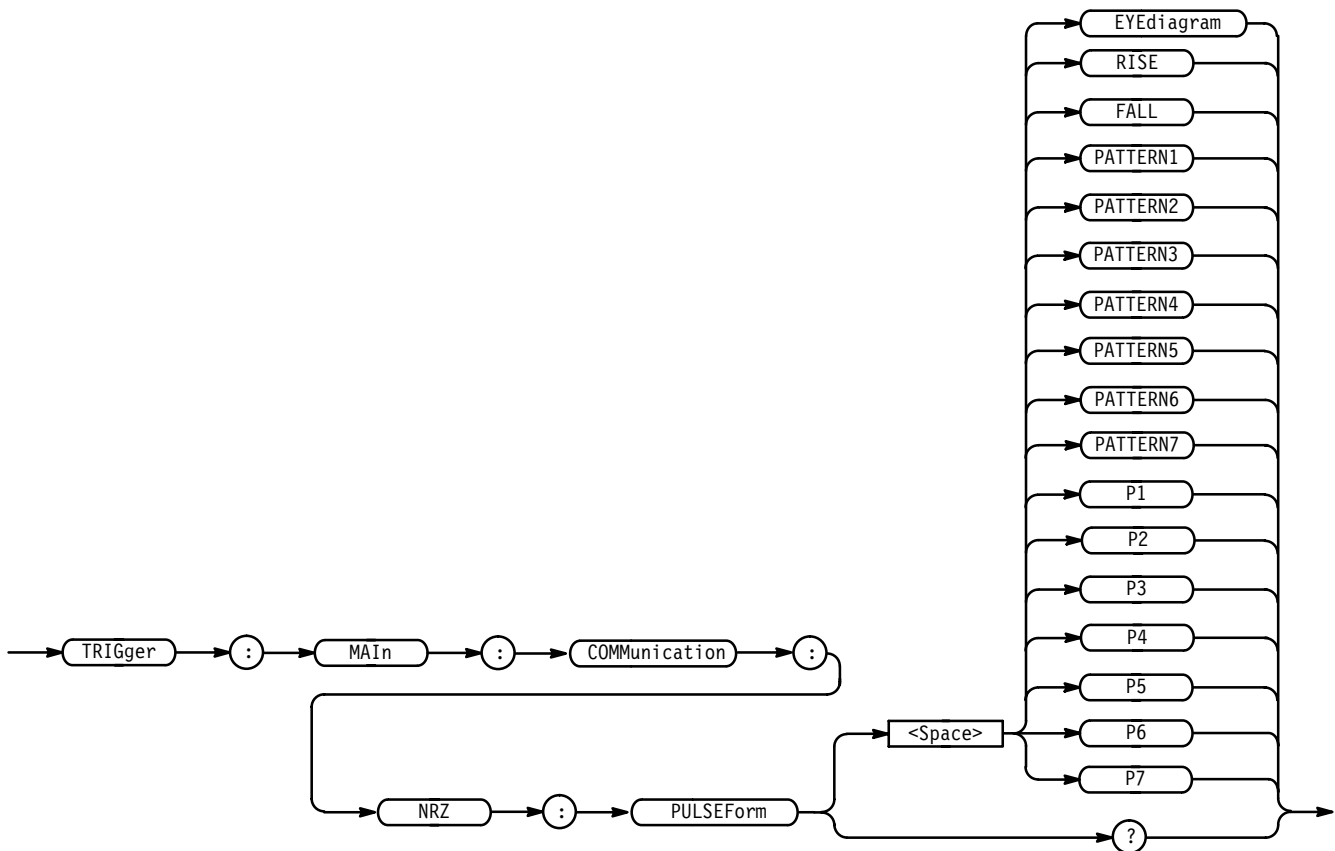 EYEdiagram
RISE
FALL
PATTERN1
PATTERN2
PATTERN3
PATTERN4
PATTERN5
PATTERN6
PATTERN7
P1
P2
P3
P4
P5
P6
P7
TRIGger : MAIn : COMMunication :
<Space>
NRZ : PULSEForm
?